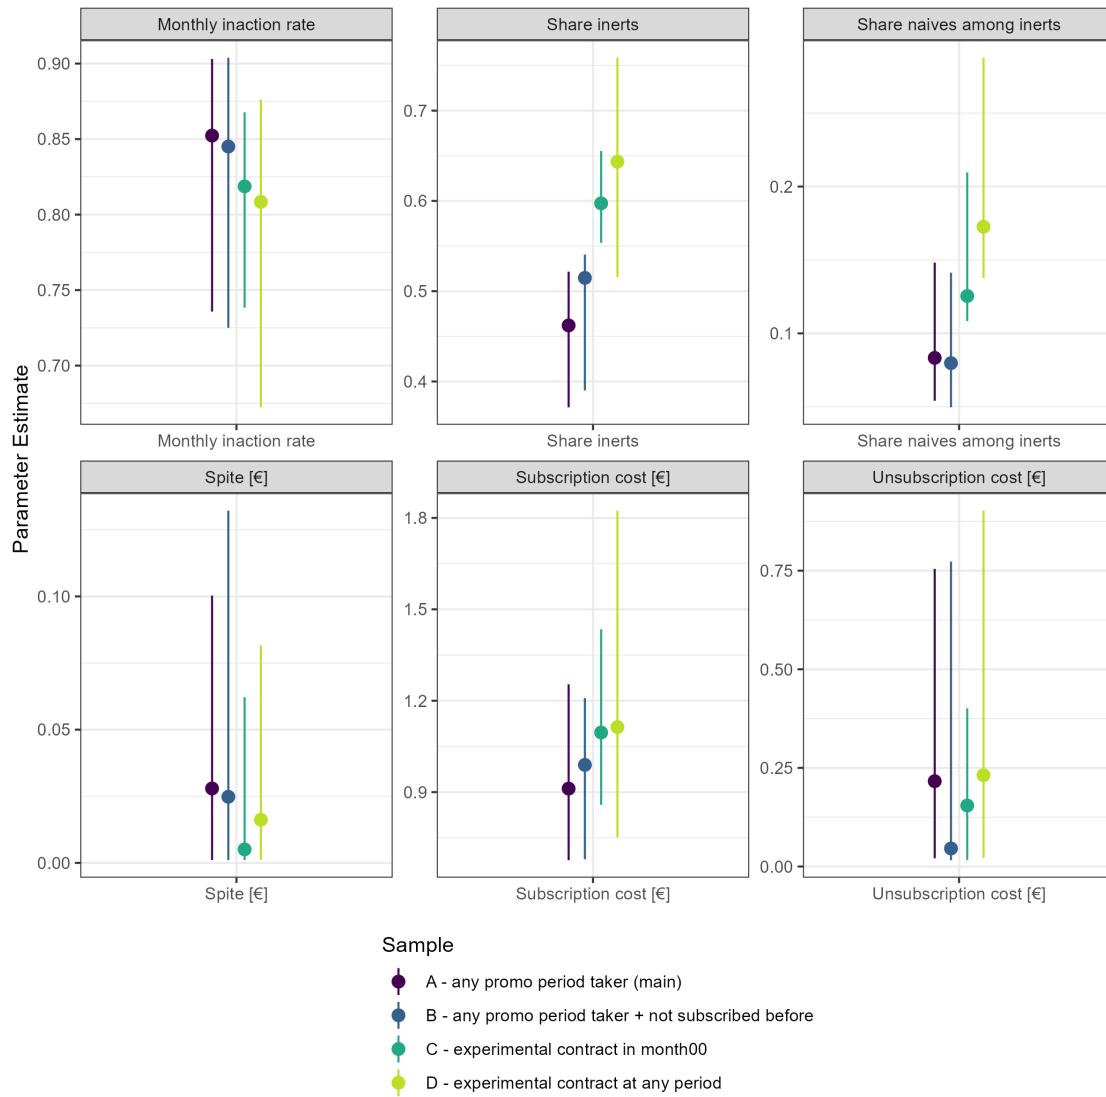 Monthly inaction rate
Share inerts
Share naives among inerts
0.90
0.85
0.80
0.75
0.70
0.7
0.6
0.5
0.4
0.2
0.1
Monthly inaction rate
Share inerts
Share naives among inerts
Parameter Estimate
Spite [€]
Subscription cost [€]
Unsubscription cost [€]
0.10
0.05
0.00
1.8
1.5
1.2
0.9
0.75
0.50
0.25
0.00
Spite [€]
Subscription cost [€]
Unsubscription cost [€]
Sample
A - any promo period taker (main)
B - any promo period taker + not subscribed before
C - experimental contract in month00
D - experimental contract at any period